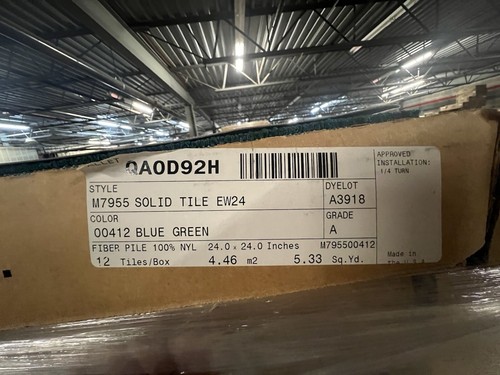 QA0D92H
APPROVED
INSTALLATION:
1/4 TURN
STYLE
M7955 SOLID TILE EW24
DYELOT
A3918
COLOR
00412 BLUE GREEN
GRADE
A
FIBER PILE 100% NYL 24.0 x 24.0 Inches M795500412
12 Tiles/Box 4.46 m2 5.33 Sq.Yd.
Made in